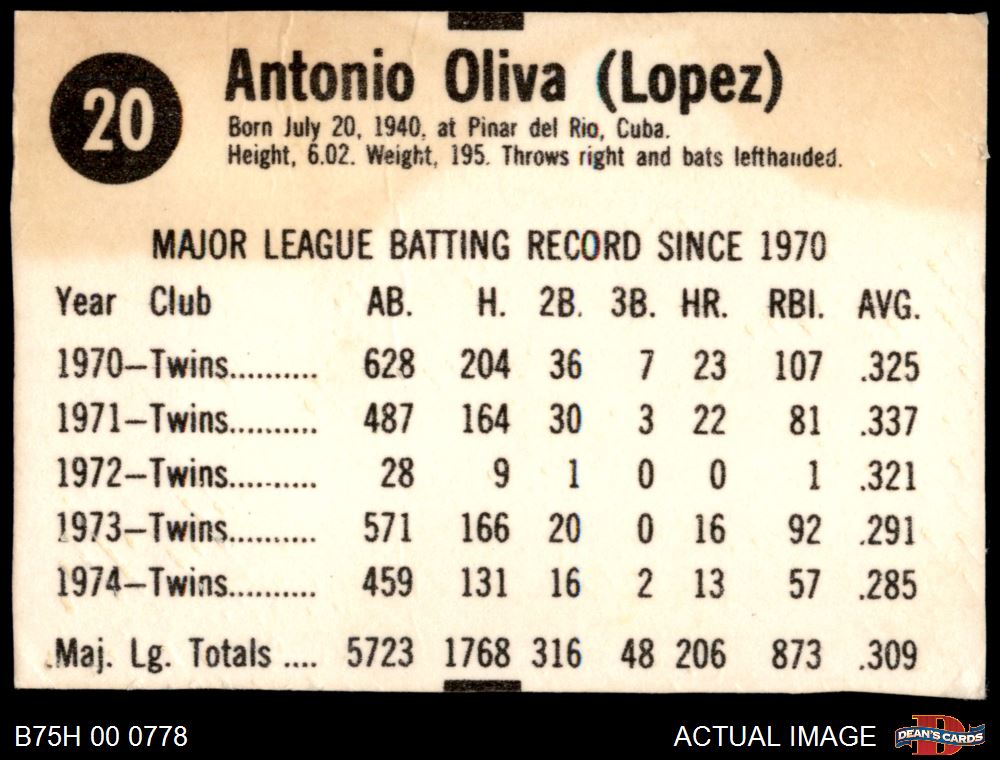 20
Antonio Oliva (Lopez)
Born July 20, 1940, at Pinar del Rio, Cuba.
Height, 6.02. Weight, 195. Throws right and bats lefthanded.
MAJOR LEAGUE BATTING RECORD SINCE 1970
Year Club AB. H. 2B. 3B. HR. RBI. AVG.
1970—Twins.......... 628 204 36 7 23 107 .325
1971—Twins.......... 487 164 30 3 22 81 .337
1972—Twins.......... 28 9 1 0 0 1 .321
1973—Twins.......... 571 166 20 0 16 92 .291
1974—Twins.......... 459 131 16 2 13 57 .285
Maj. Lg. Totals .... 5723 1768 316 48 206 873 .309
B75H 00 0778
ACTUAL IMAGE
DEAN'S CARDS